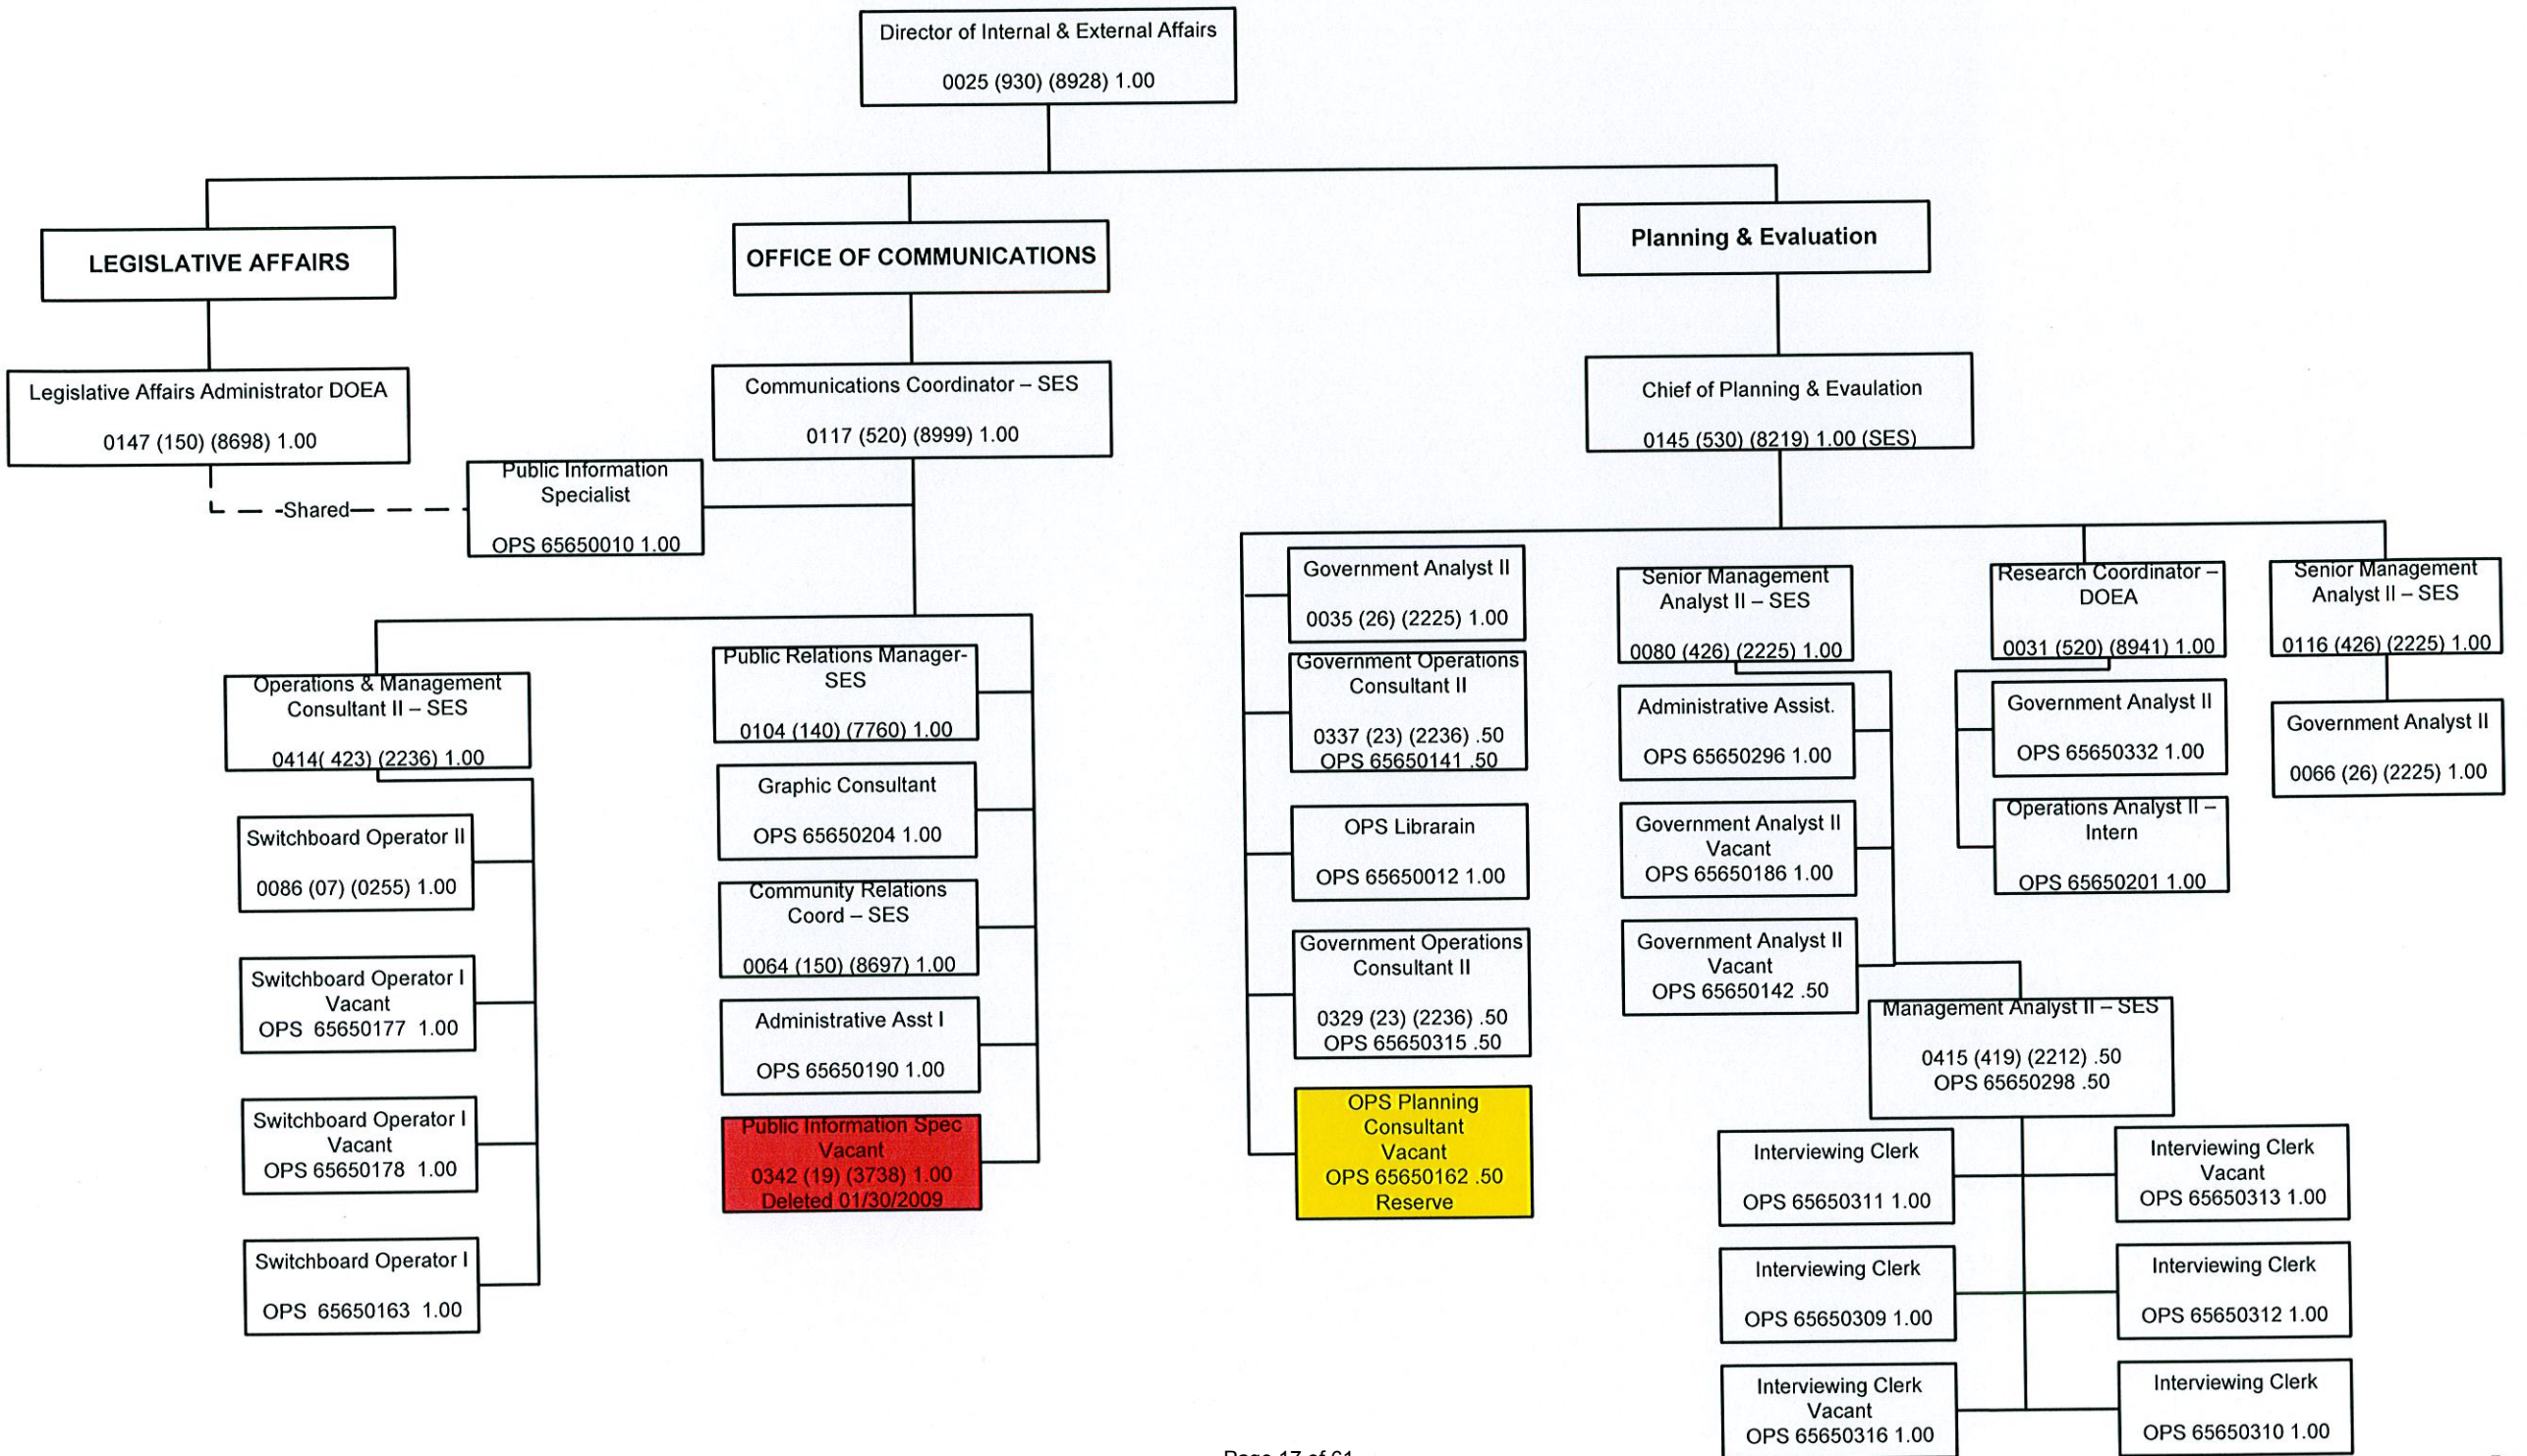 Director of Internal & External Affairs
0025 (930) (8928) 1.00
LEGISLATIVE AFFAIRS
OFFICE OF COMMUNICATIONS
Planning & Evaluation
Legislative Affairs Administrator DOEA
0147 (150) (8698) 1.00
Communications Coordinator – SES
0117 (520) (8999) 1.00
Chief of Planning & Evaulation
0145 (530) (8219) 1.00 (SES)
Shared
Public Information
Specialist
OPS 65650010 1.00
Operations & Management
Consultant II – SES
0414( 423) (2236) 1.00
Switchboard Operator II
0086 (07) (0255) 1.00
Switchboard Operator I
Vacant
OPS 65650177 1.00
Switchboard Operator I
Vacant
OPS 65650178 1.00
Switchboard Operator I
OPS 65650163 1.00
Public Relations Manager-
SES
0104 (140) (7760) 1.00
Graphic Consultant
OPS 65650204 1.00
Community Relations
Coord – SES
0064 (150) (8697) 1.00
Administrative Asst I
OPS 65650190 1.00
Public Information Spec
Vacant
0342 (19) (3738) 1.00
Deleted 01/30/2009
Government Analyst II
0035 (26) (2225) 1.00
Government Operations
Consultant II
0337 (23) (2236) .50
OPS 65650141 .50
OPS Librarain
OPS 65650012 1.00
Government Operations
Consultant II
0329 (23) (2236) .50
OPS 65650315 .50
OPS Planning
Consultant
Vacant
OPS 65650162 .50
Reserve
Senior Management
Analyst II – SES
0080 (426) (2225) 1.00
Administrative Assist.
OPS 65650296 1.00
Government Analyst II
Vacant
OPS 65650186 1.00
Government Analyst II
Vacant
OPS 65650142 .50
Research Coordinator –
DOEA
0031 (520) (8941) 1.00
Government Analyst II
OPS 65650332 1.00
Operations Analyst II –
Intern
OPS 65650201 1.00
Senior Management
Analyst II – SES
0116 (426) (2225) 1.00
Government Analyst II
0066 (26) (2225) 1.00
Management Analyst II – SES
0415 (419) (2212) .50
OPS 65650298 .50
Interviewing Clerk
OPS 65650311 1.00
Interviewing Clerk
Vacant
OPS 65650313 1.00
Interviewing Clerk
OPS 65650309 1.00
Interviewing Clerk
OPS 65650312 1.00
Interviewing Clerk
Vacant
OPS 65650316 1.00
Interviewing Clerk
OPS 65650310 1.00
Page 17 of 61